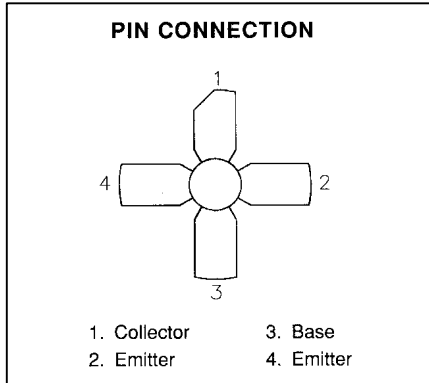 PIN CONNECTION
1
4
2
3
1. Collector 3. Base
2. Emitter 4. Emitter